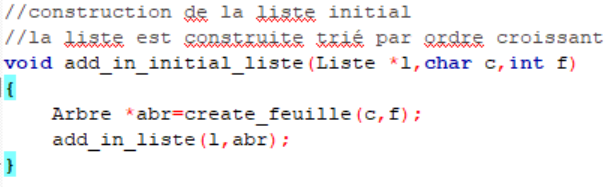 //construction de la liste initial
//la liste est construite trié par ordre croissant
void add_in_initial_liste(Liste *l,char c,int f)
{
Arbre *abr=create_feuille(c,f);
add_in_liste(l,abr);
}